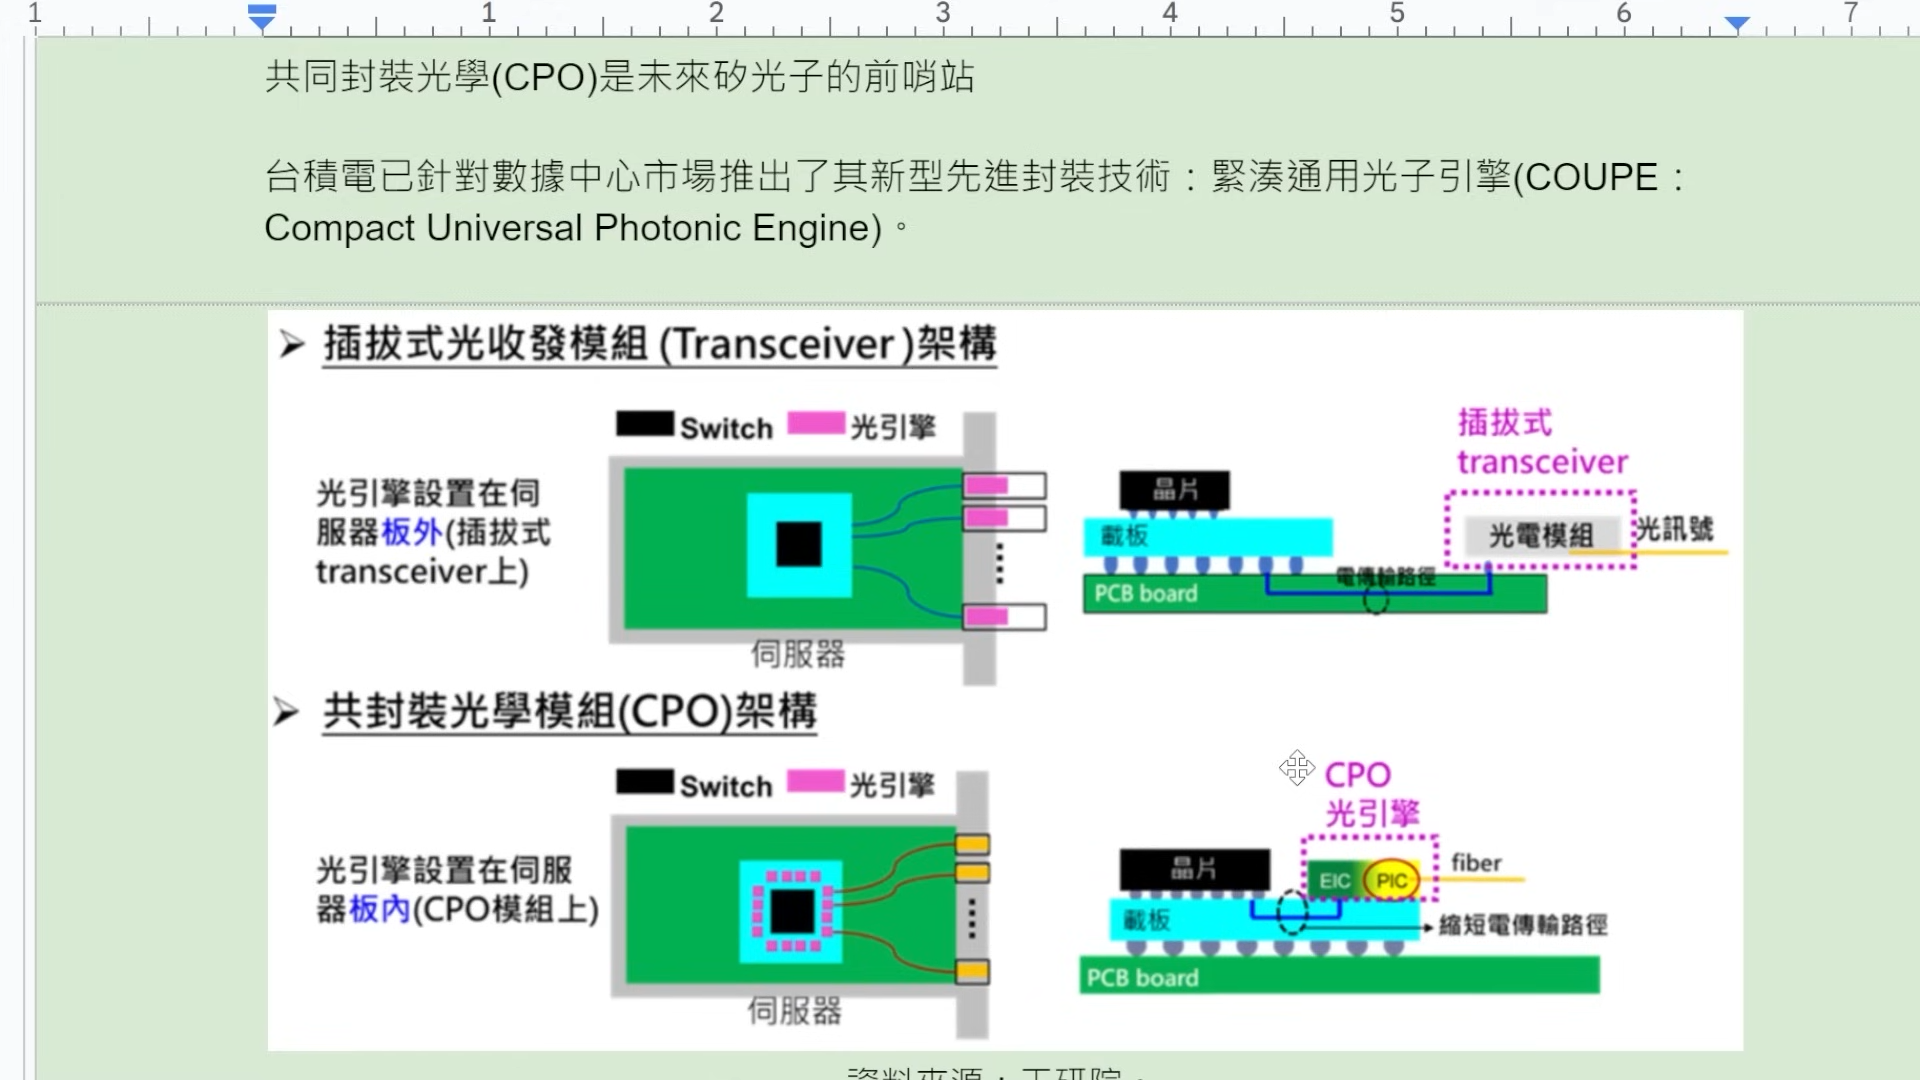 1 1 2 3 4 5 6 7
共同封裝光學(CPO)是未來矽光子的前哨站
台積電已針對數據中心市場推出了其新型先進封裝技術：緊湊通用光子引擎(COUPE：
Compact Universal Photonic Engine)。
➢ 插拔式光收發模組 (Transceiver )架構
Switch 光引擎
光引擎設置在伺
服器板外(插拔式
transceiver上)
伺服器
插拔式
transceiver
晶片
載板
光電模組
光訊號
電傳輸路徑
PCB board
➢ 共封裝光學模組(CPO)架構
Switch 光引擎
光引擎設置在伺服
器板內(CPO模組上)
伺服器
CPO
光引擎
晶片
EIC PIC
fiber
載板
縮短電傳輸路徑
PCB board
資料來源：工研院。